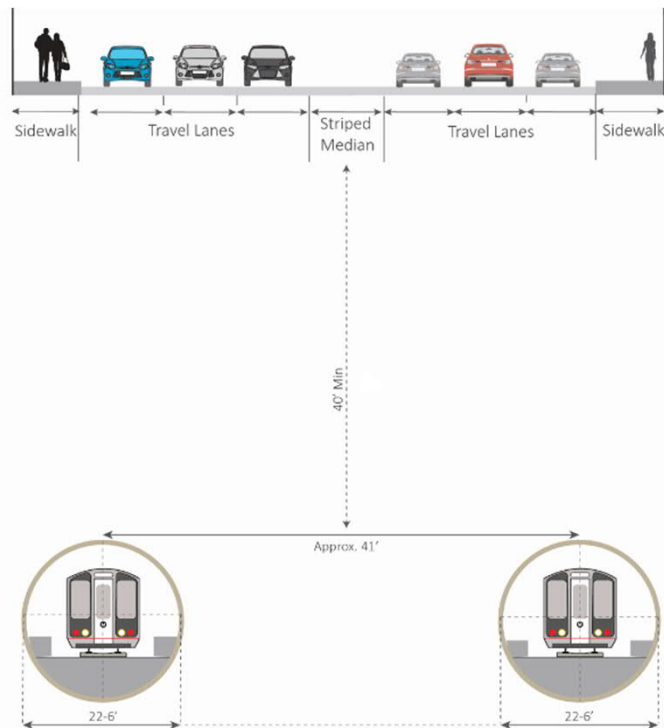 Sidewalk
Travel Lanes
Striped
Median
Travel Lanes
Sidewalk
40' Min
Approx. 41'
22-6'
22-6'